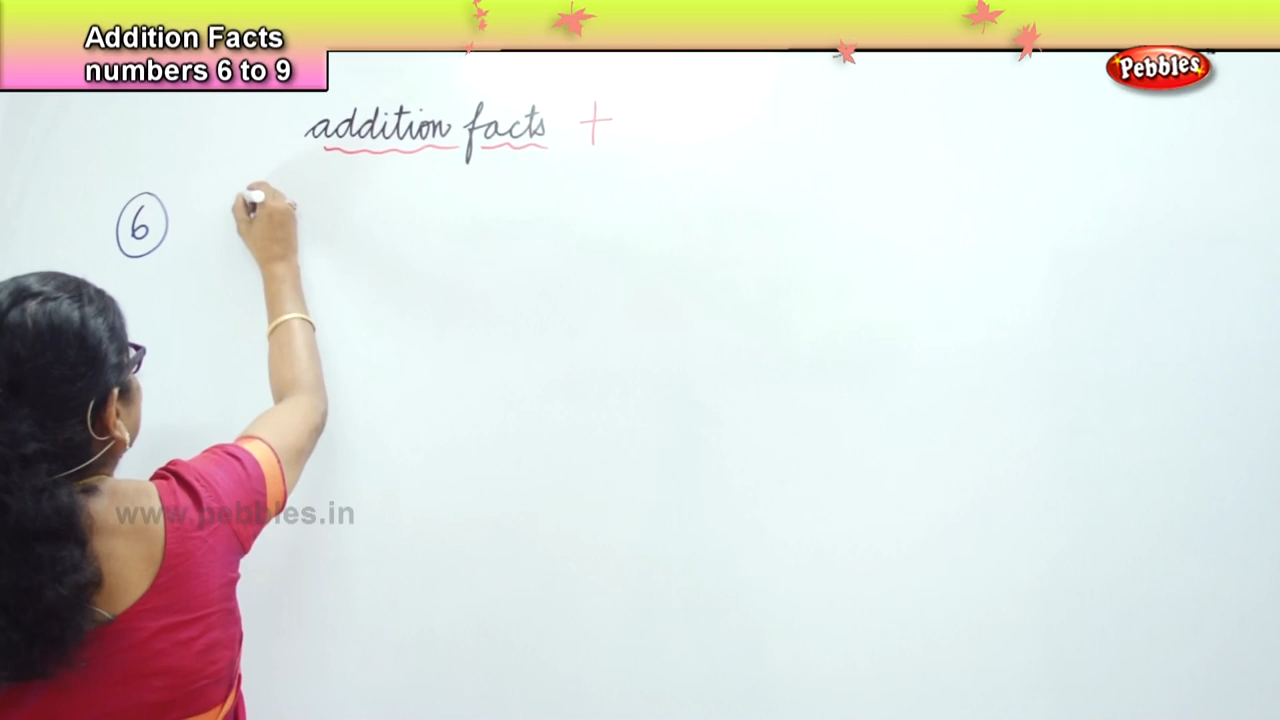 Addition Facts
numbers 6 to 9
Pebbles
addition facts +
6
www.pebbles.in